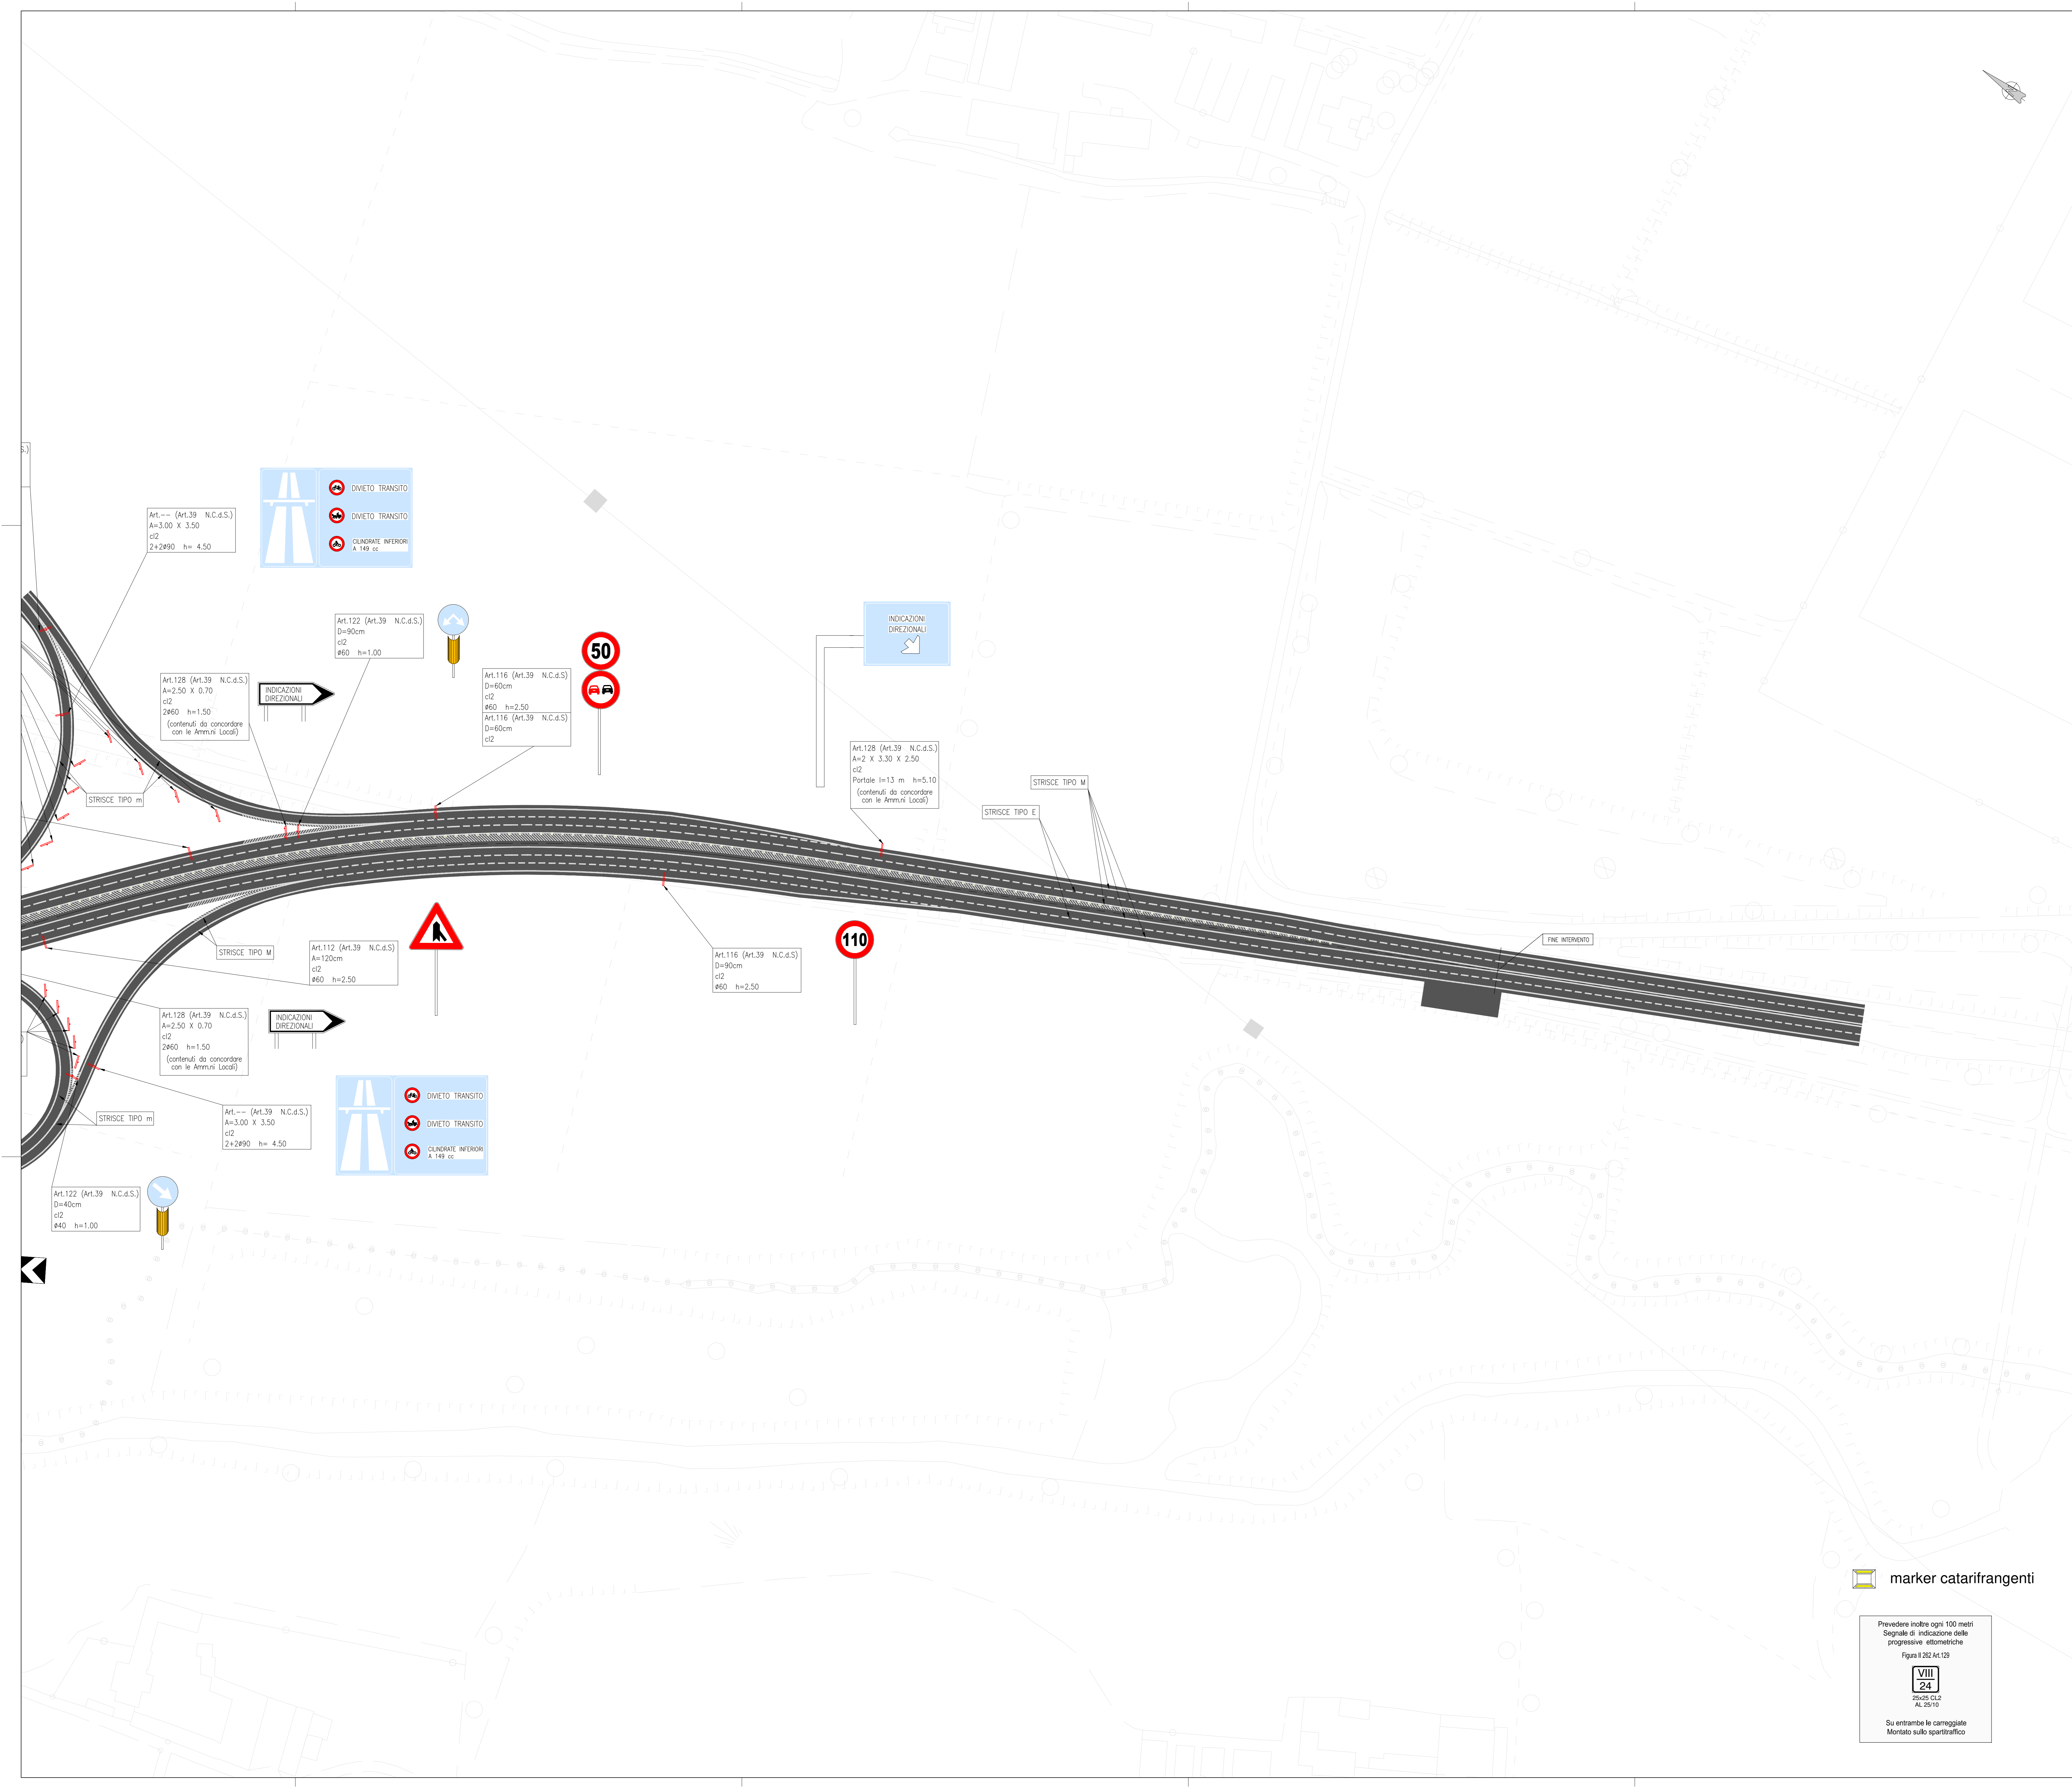 S.)
Art.-- (Art.39 N.C.d.S.)
A=3.00 X 3.50
cl2
2+2ø90 h= 4.50
DIVIETO TRANSITO
DIVIETO TRANSITO
CILINDRATE INFERIORI
A 149 cc
Art.122 (Art.39 N.C.d.S.)
D=90cm
cl2
ø60 h=1.00
Art.128 (Art.39 N.C.d.S.)
A=2.50 X 0.70
cl2
2ø60 h=1.50
(contenuti da concordare
con le Amm.ni Locali)
INDICAZIONI
DIREZIONALI
50
Art.116 (Art.39 N.C.d.S)
D=60cm
cl2
ø60 h=2.50
Art.116 (Art.39 N.C.d.S)
D=60cm
cl2
INDICAZIONI
DIREZIONALI
Art.128 (Art.39 N.C.d.S.)
A=2 X 3.30 X 2.50
cl2
Portale l=13 m h=5.10
(contenuti da concordare
con le Amm.ni Locali)
STRISCE TIPO M
STRISCE TIPO E
STRISCE TIPO m
STRISCE TIPO M
Art.112 (Art.39 N.C.d.S)
A=120cm
cl2
ø60 h=2.50
Art.116 (Art.39 N.C.d.S)
D=90cm
cl2
ø60 h=2.50
110
FINE INTERVENTO
Art.128 (Art.39 N.C.d.S.)
A=2.50 X 0.70
cl2
2ø60 h=1.50
(contenuti da concordare
con le Amm.ni Locali)
INDICAZIONI
DIREZIONALI
STRISCE TIPO m
Art.-- (Art.39 N.C.d.S.)
A=3.00 X 3.50
cl2
2+2ø90 h= 4.50
DIVIETO TRANSITO
DIVIETO TRANSITO
CILINDRATE INFERIORI
A 149 cc
Art.122 (Art.39 N.C.d.S.)
D=40cm
cl2
ø40 h=1.00
marker catarifrangenti
Prevedere inoltre ogni 100 metri
Segnale di indicazione delle
progressive ettometriche
Figura II 262 Art.129
VIII
24
25x25 CL2
AL 25/10
Su entrambe le carreggiate
Montato sullo spartitraffico